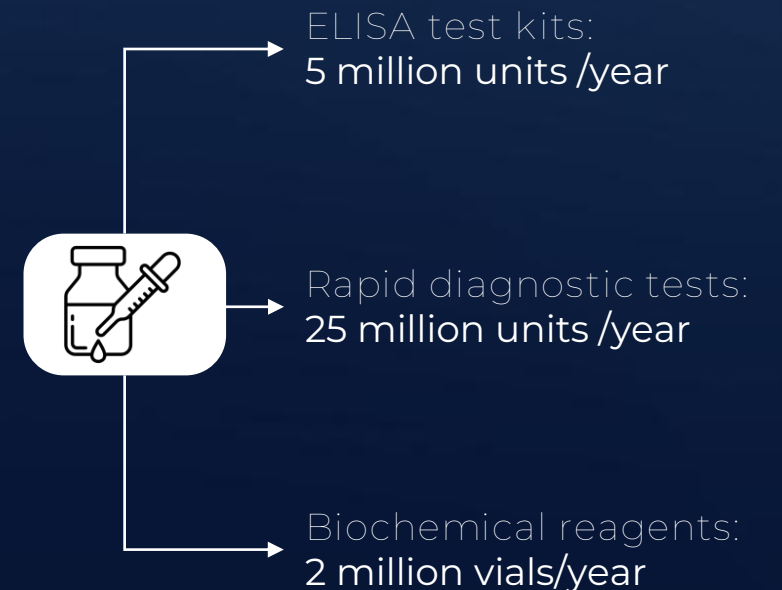 ELISA test kits:
5 million units /year
Rapid diagnostic tests:
25 million units /year
Biochemical reagents:
2 million vials/year